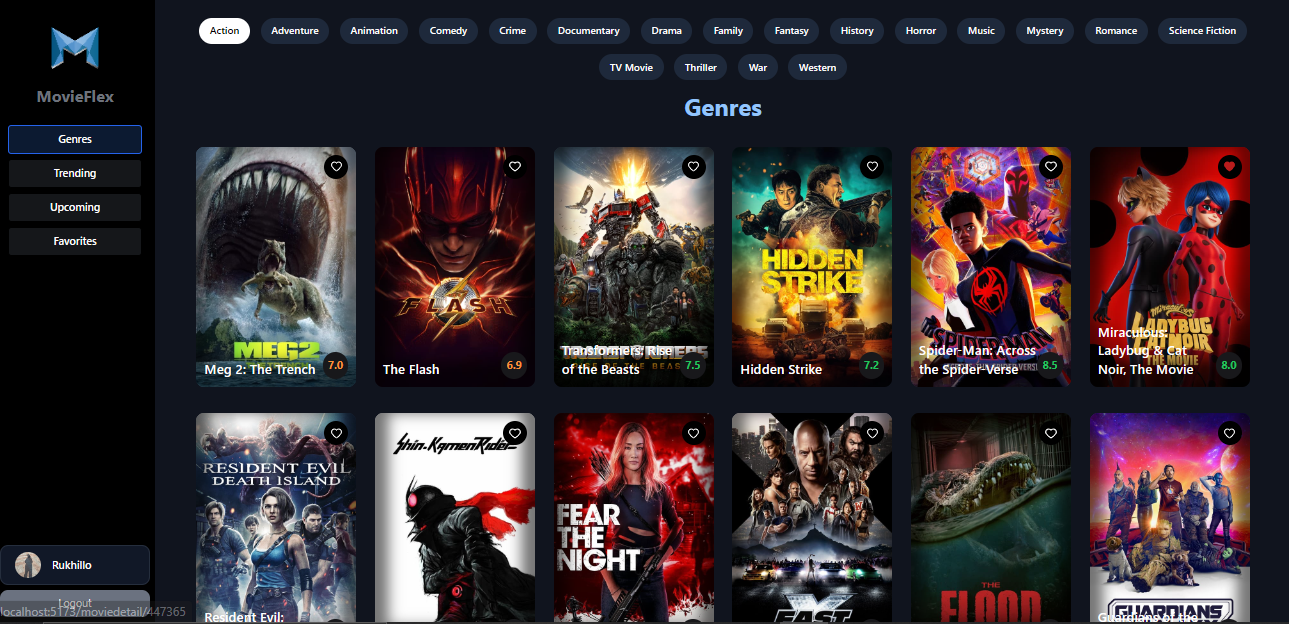 Action Adventure Animation Comedy Crime Documentary Drama Family Fantasy History Horror Music Mystery Romance Science Fiction
TV Movie Thriller War Western
MovieFlex
Genres
Trending
Upcoming
Favorites
Rukhillo
Logout
localhost:5173/moviedetail/447365
Genres
MEG2
Meg 2: The Trench
7.0
FLASH
The Flash
6.9
Transformers: Rise
of the Beasts
7.5
HIDDEN
STRIKE
Hidden Strike
7.2
SPIDER-MAN
Spider-Man: Across
the Spider-Verse
8.5
Miraculous
LADYBUG
& CAT NOIR
THE MOVIE
Miraculous:
Ladybug & Cat
Noir, The Movie
8.0
RESIDENT EVIL
DEATH ISLAND
Resident Evil:
Shin.KamenRider
FEAR
THE
NIGHT
X
FAST
THE
FLOOD
GUARDIANS
Guardians of the